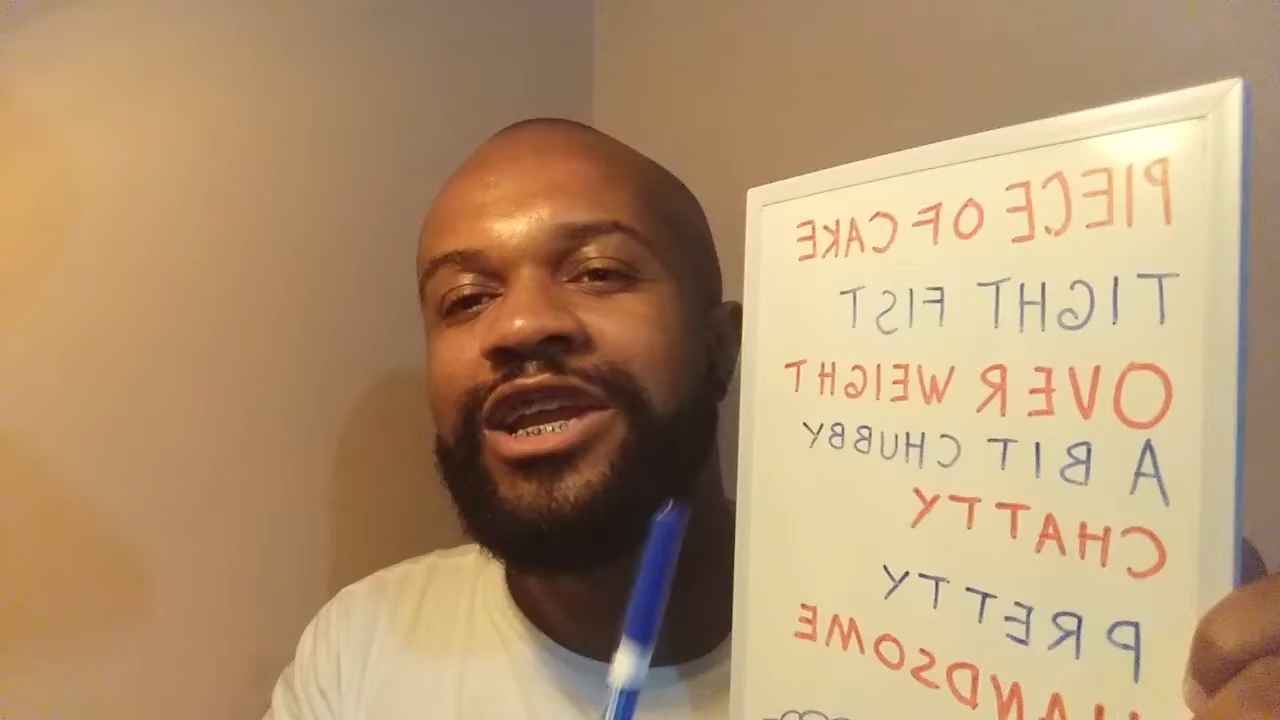 PIECE OF CAKE
TIGHT FIST
OVER WEIGHT
A BIT CHUBBY
CHATTY
PRETTY
HANDSOME